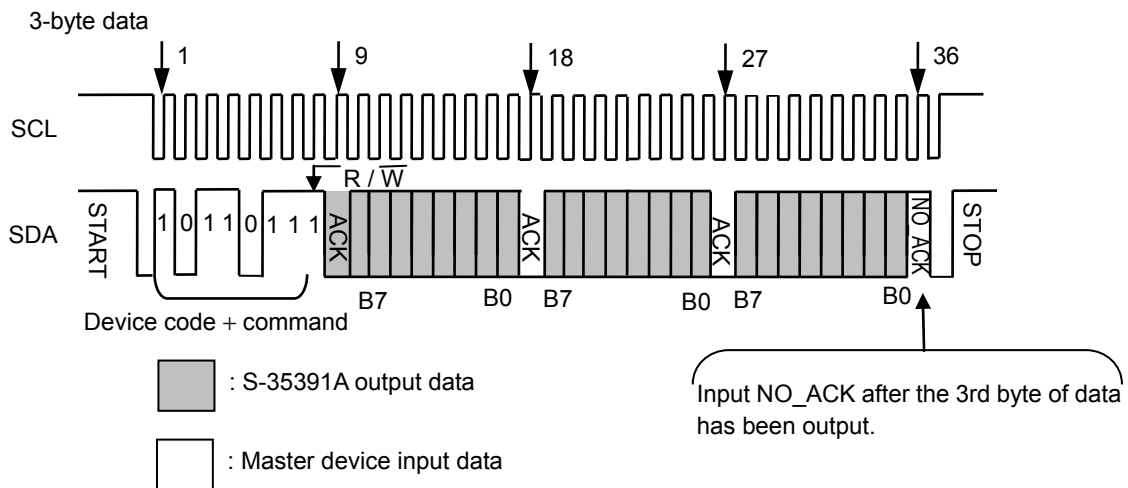 3-byte data
1 9 18 27 36
SCL
R / W
SDA
START 1 0 1 1 0 1 1 1 ACK ACK ACK NO ACK STOP
B7 B0 B7 B0 B7 B0
Device code + command
: S-35391A output data
Input NO_ACK after the 3rd byte of data
has been output.
: Master device input data